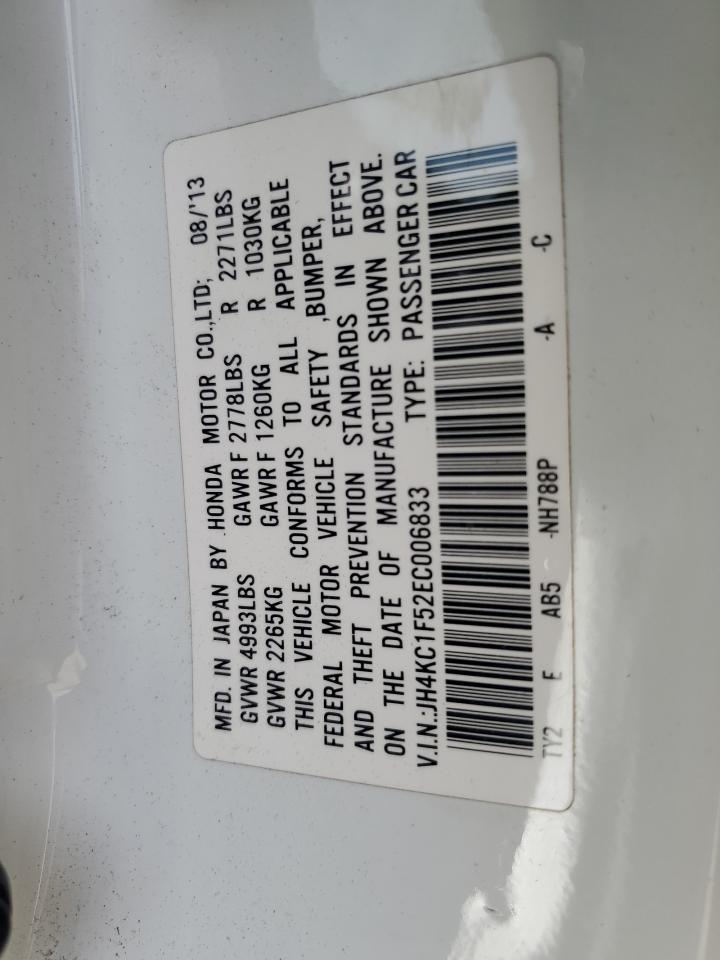 MFD. IN JAPAN BY .HONDA MOTOR CO.,LTD; 08/'13
GVWR 4993LBS GAWR F 2778LBS R 2271LBS
GVWR 2265KG GAWR F 1260KG R 1030KG
THIS VEHICLE CONFORMS TO ALL APPLICABLE
FEDERAL MOTOR VEHICLE SAFETY ,BUMPER,
AND THEFT PREVENTION STANDARDS IN EFFECT
ON THE DATE OF MANUFACTURE SHOWN ABOVE.
V.I.N.:JH4KC1F52EC006833 TYPE: PASSENGER CAR
TY2 E AB5 -NH788P -A -C